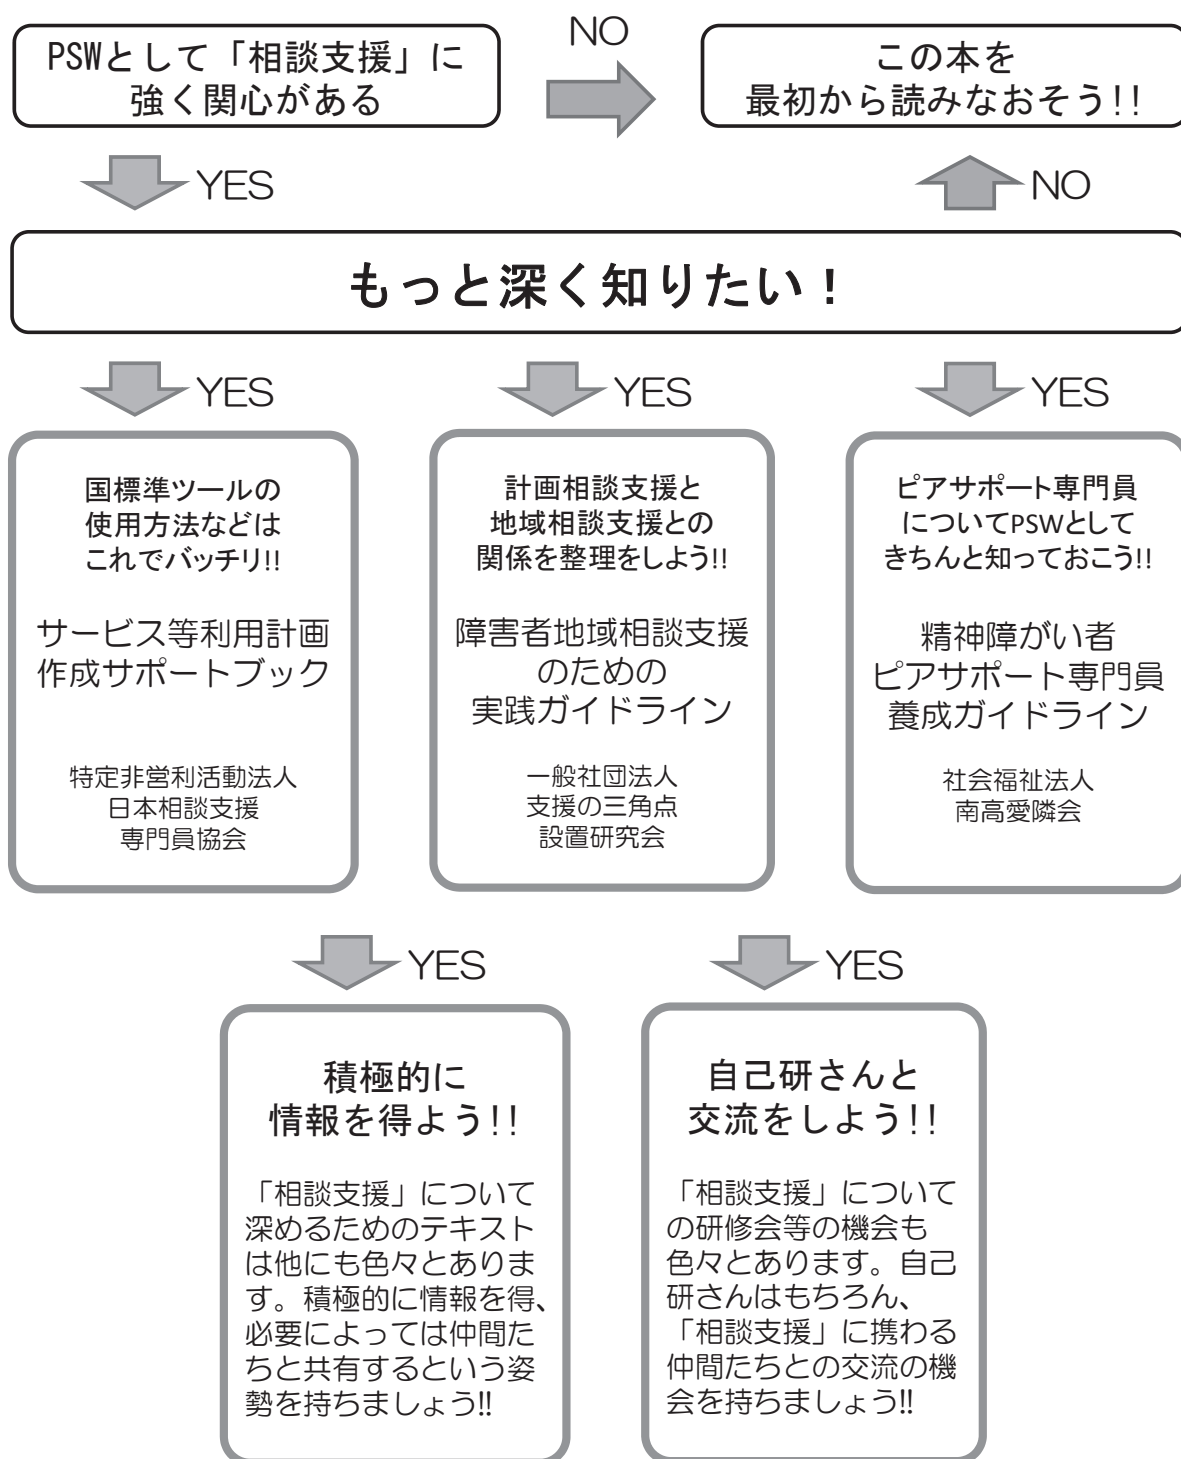 PSWとして「相談支援」に
強く関心がある
NO
この本を
最初から読みなおそう!!
YES
NO
もっと深く知りたい！
YES
YES
YES
国標準ツールの
使用方法などは
これでバッチリ!!
サービス等利用計画
作成サポートブック
特定非営利活動法人
日本相談支援
専門員協会
計画相談支援と
地域相談支援との
関係を整理をしよう!!
障害者地域相談支援
のための
実践ガイドライン
一般社団法人
支援の三角点
設置研究会
ピアサポート専門員
についてPSWとして
きちんと知っておこう!!
精神障がい者
ピアサポート専門員
養成ガイドライン
社会福祉法人
南高愛隣会
YES
YES
積極的に
情報を得よう!!
「相談支援」について
深めるためのテキスト
は他にも色々とありま
す。積極的に情報を得、
必要によっては仲間た
ちと共有するという姿
勢を持ちましょう!!
自己研さんと
交流をしよう!!
「相談支援」について
の研修会等の機会も
色々とあります。自己
研さんはもちろん、
「相談支援」に携わる
仲間たちとの交流の機
会を持ちましょう!!